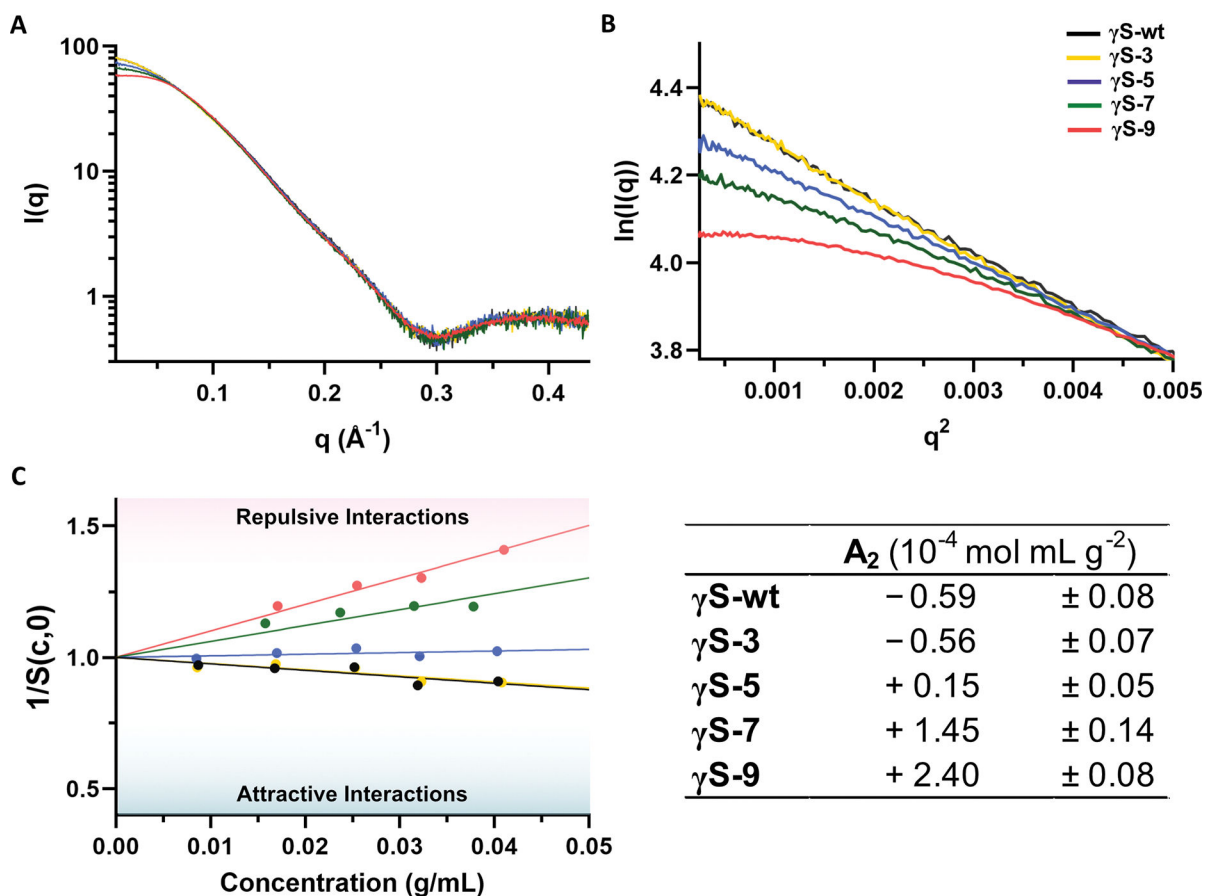 A
100
10
1
I(q)
0.1
0.2
0.3
0.4
q (Å⁻¹)
B
γS-wt
γS-3
γS-5
γS-7
γS-9
4.4
4.2
4.0
3.8
ln(I(q))
0.001
0.002
0.003
0.004
0.005
q²
C
Repulsive Interactions
1.5
1.0
0.5
1/S(c,0)
Attractive Interactions
0.00
0.01
0.02
0.03
0.04
0.05
Concentration (g/mL)
A₂ (10⁻⁴ mol mL g⁻²)
γS-wt − 0.59 ± 0.08
γS-3 − 0.56 ± 0.07
γS-5 + 0.15 ± 0.05
γS-7 + 1.45 ± 0.14
γS-9 + 2.40 ± 0.08